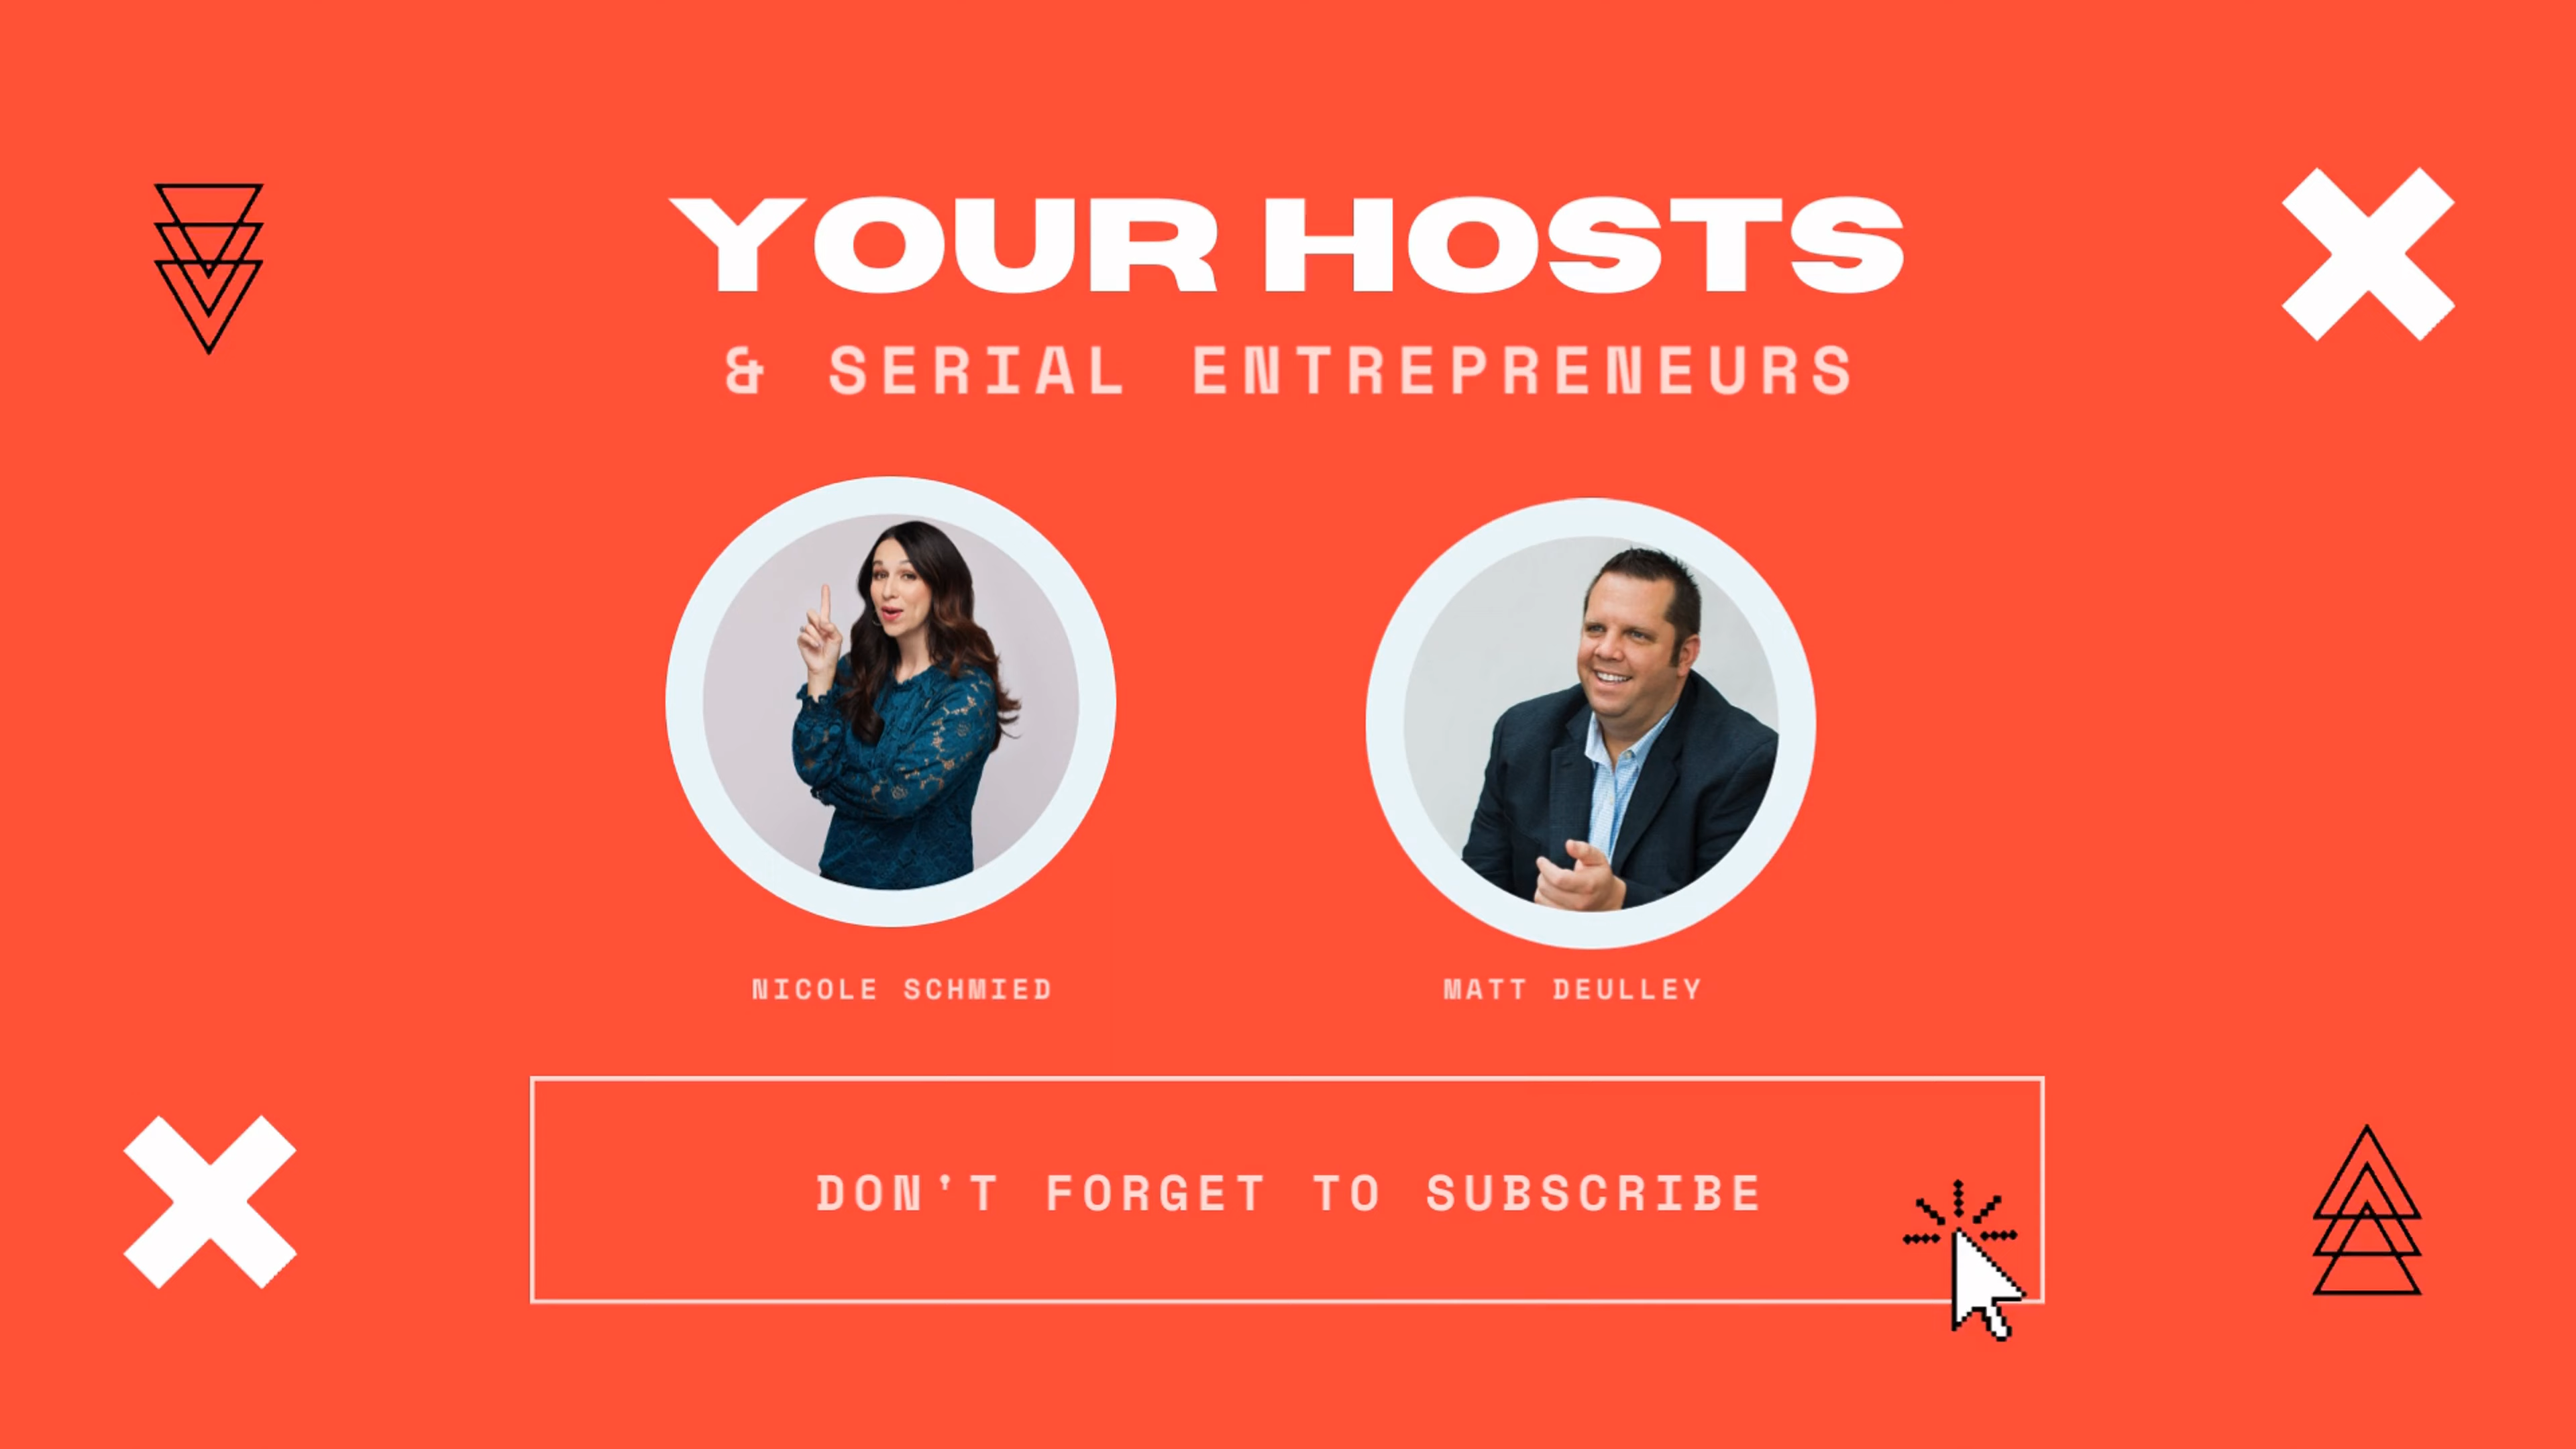 YOUR HOSTS
& SERIAL ENTREPRENEURS
NICOLE SCHMIED
MATT DEULLEY
DON'T FORGET TO SUBSCRIBE